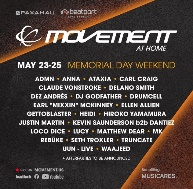 PAXAHAU beatport
MOVEMENT
AT HOME
MAY 23-25 MEMORIAL DAY WEEKEND
ADMN • ANNA • ATAXIA • CARL CRAIG
CLAUDE VONSTROKE • DELANO SMITH
DEZ ANDRÉS • DJ GODFATHER • DRUMCELL
EARL "MIXXIN" MCKINNEY • ELLEN ALLIEN
GETTOBLASTER • HEIDI • HIROKO YAMAMURA
JUSTIN MARTIN • KEVIN SAUNDERSON b2b DANTIEZ
LOCO DICE • LUCY • MATTHEW DEAR • MK
REBŪKE • SETH TROXLER • TRUNCATE
UUN • LIVE • WAAJEED
MOVEMENT.US
MUSICARES